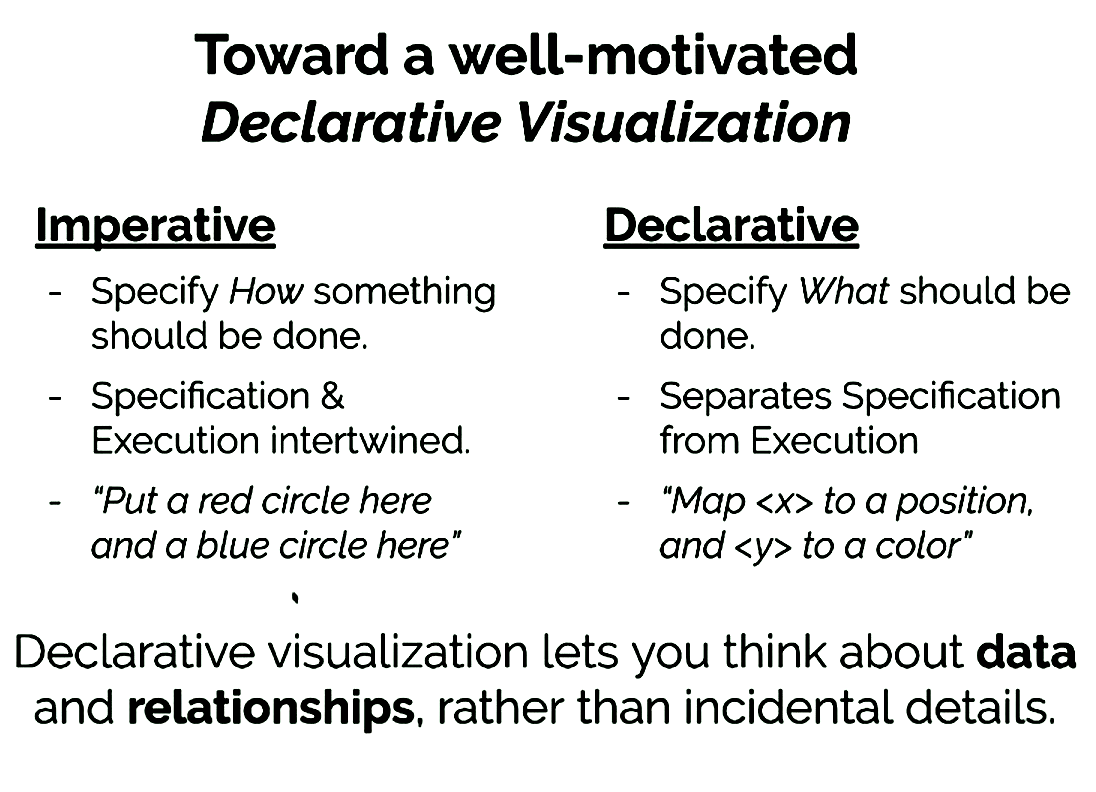 Toward a well-motivated
Declarative Visualization
Imperative
- Specify How something
should be done.
- Specification &
Execution intertwined.
- "Put a red circle here
and a blue circle here"
Declarative
- Specify What should be
done.
- Separates Specification
from Execution
- "Map <x> to a position,
and <y> to a color"
Declarative visualization lets you think about data
and relationships, rather than incidental details.